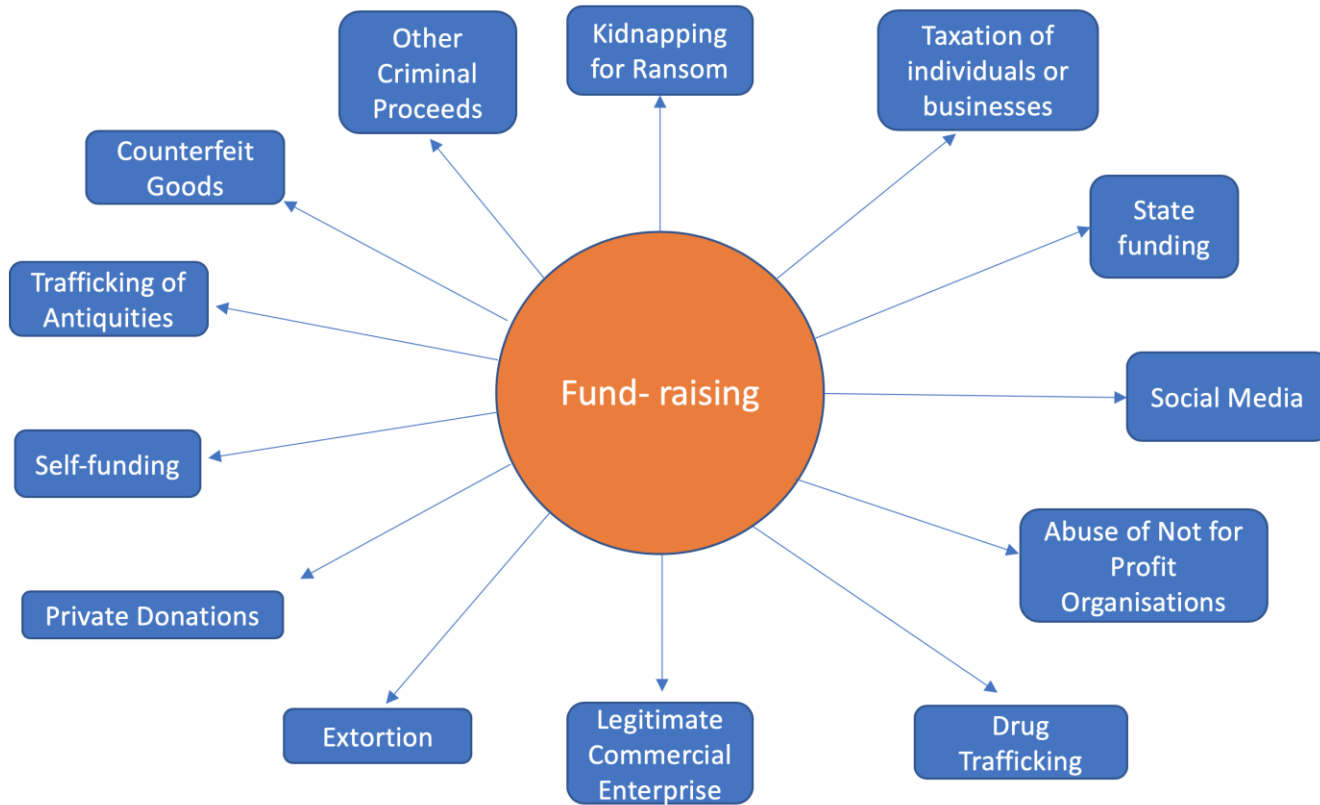 Other
Criminal
Proceeds
Kidnapping
for Ransom
Taxation of
individuals or
businesses
Counterfeit
Goods
State
funding
Trafficking of
Antiquities
Fund- raising
Social Media
Self-funding
Abuse of Not for
Profit
Organisations
Private Donations
Extortion
Legitimate
Commercial
Enterprise
Drug
Trafficking